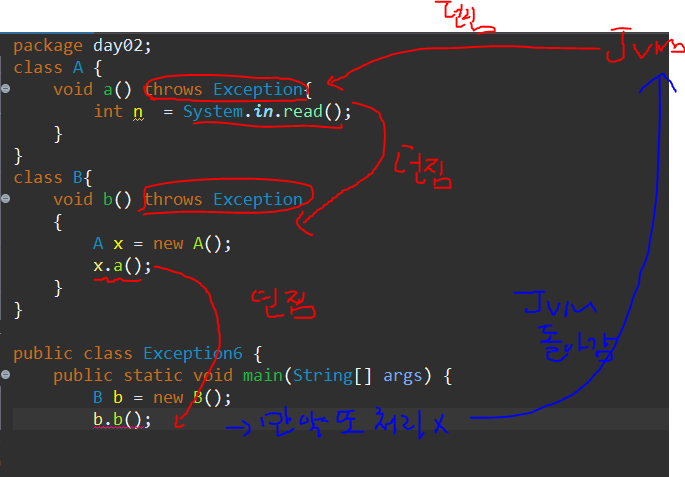 던짐
package day02;
JVM
class A {
void a() throws Exception{
int n  = System.in.read();
}
}
class B{
던짐
void b() throws Exception
{
A x = new A();
x.a();
}
던짐
}
JVM
돌아감
public class Exception6 {
public static void main(String[] args) {
B b = new B();
b.b();
→ 만약 또 처리 x